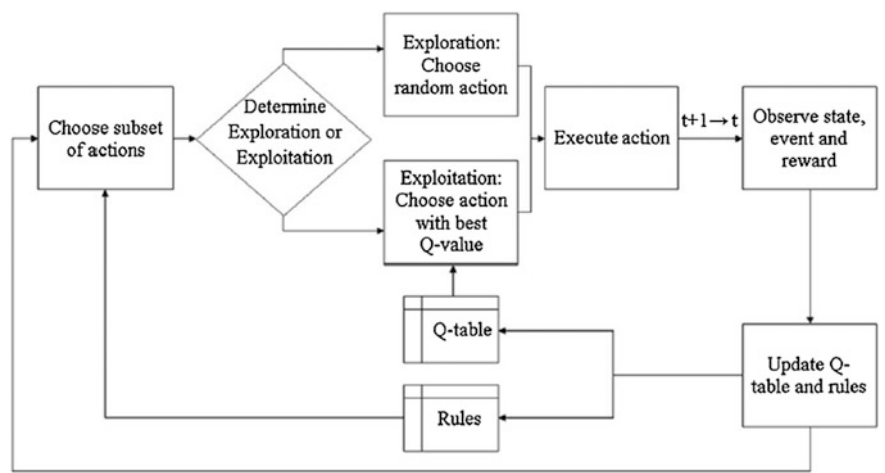 Choose subset
of actions
Determine
Exploration or
Exploitation
Exploration:
Choose
random action
Exploitation:
Choose action
with best
Q-value
Execute action
t+1→t
Observe state,
event and
reward
Q-table
Rules
Update Q-
table and rules